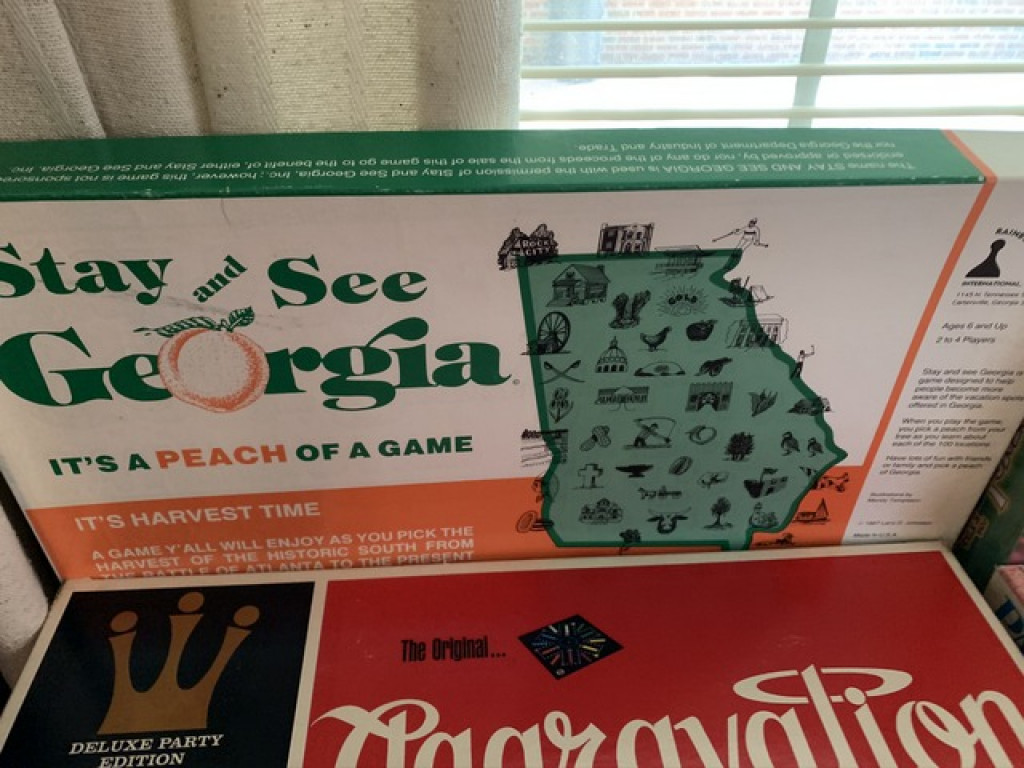 The name STAY AND SEE GEORGIA is used with the permission of Stay and See Georgia, Inc.; however, this game is not sponsored
endorsed or approved by, nor do any of the proceeds from the sale of this game go to the benefit of, either Stay and See Georgia, Inc.
nor the Georgia Department of Industry and Trade.
Stay and See
Georgia
IT'S A PEACH OF A GAME
IT'S HARVEST TIME
A GAME Y'ALL WILL ENJOY AS YOU PICK THE
HARVEST OF THE HISTORIC SOUTH FROM
THE BATTLE OF ATLANTA TO THE PRESENT
ROCK
CITY
GOLD
INTERNATIONAL,
Ages 6 and Up
2 to 4 Players
Stay and see Georgia is
game designed to help
people become more
aware of the vacation spots
offered in Georgia.
When you play the game,
you pick a peach from your
tree as you learn about
each of the 100 locations.
Have lots of fun with friends
or family and pick a peach
of Georgia.
Made in U.S.A.
DELUXE PARTY
EDITION
The Original...
Aggravation